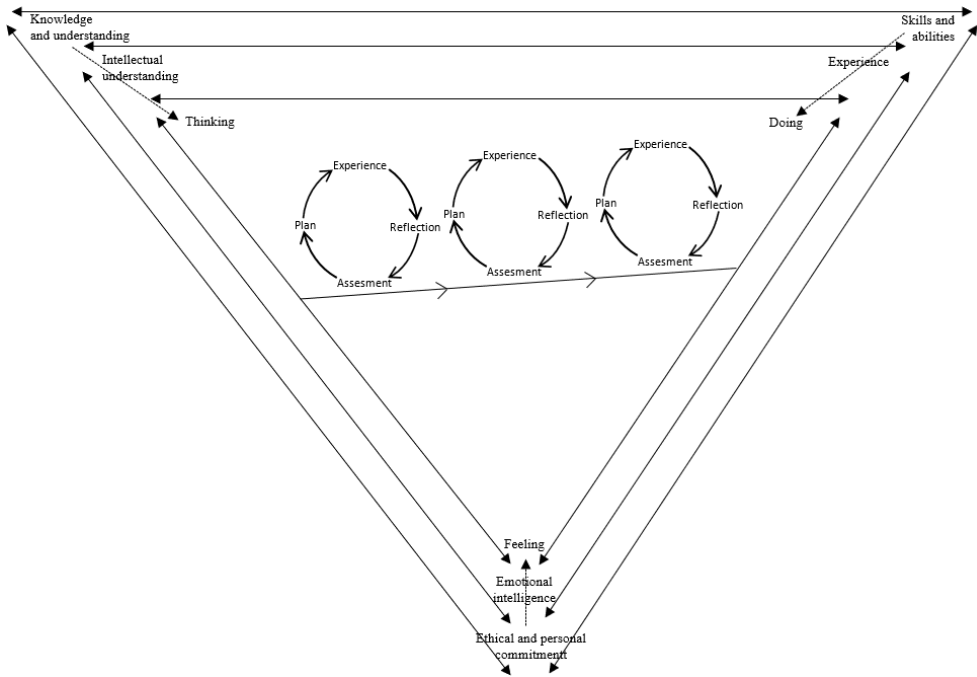 Knowledge
and understanding
Skills and
abilities
Intellectual
understanding
Experience
Thinking
Doing
Experience
Reflection
Assesment
Plan
Experience
Reflection
Assesment
Plan
Experience
Reflection
Assesment
Plan
Feeling
Emotional
intelligence
Ethical and personal
commitmentt